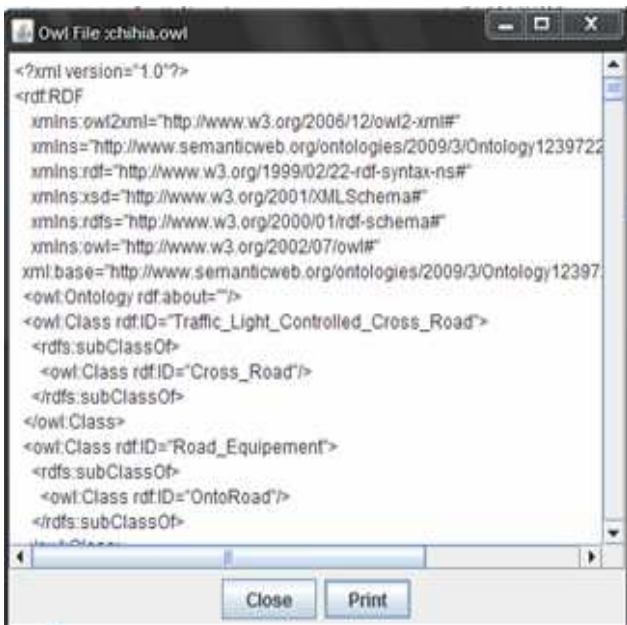 Owl File :chihia.owl
<?xml version="1.0"?>
<rdf:RDF
xmlns:owl2xml="http://www.w3.org/2006/12/owl2-xml#"
xmlns="http://www.semanticweb.org/ontologies/2009/3/Ontology1239722
xmlns:rdf="http://www.w3.org/1999/02/22-rdf-syntax-ns#"
xmlns:xsd="http://www.w3.org/2001/XMLSchema#"
xmlns:rdfs="http://www.w3.org/2000/01/rdf-schema#"
xmlns:owl="http://www.w3.org/2002/07/owl#"
xml:base="http://www.semanticweb.org/ontologies/2009/3/Ontology12397
<owl:Ontology rdf:about=""/>
<owl:Class rdf:ID="Traffic_Light_Controlled_Cross_Road">
<rdfs:subClassOf>
<owl:Class rdf:ID="Cross_Road"/>
</rdfs:subClassOf>
</owl:Class>
<owl:Class rdf:ID="Road_Equipement">
<rdfs:subClassOf>
<owl:Class rdf:ID="OntoRoad"/>
</rdfs:subClassOf>
Close Print